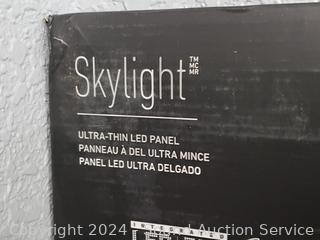 Skylight TM MC MR
ULTRA-THIN LED PANEL
PANNEAU À DEL ULTRA MINCE
PANEL LED ULTRA DELGADO
INTEGRATED
Copyright 2024 Auction Service